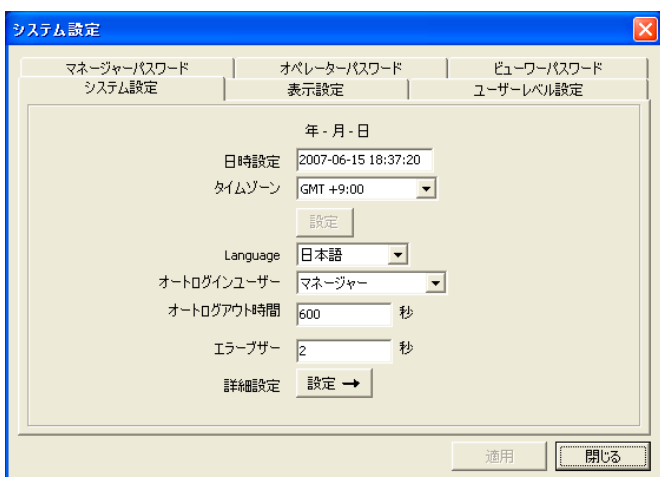 システム設定
マネージャーパスワード オペレーターパスワード ビューワーパスワード
システム設定 表示設定 ユーザーレベル設定
年 - 月 - 日
日時設定 2007-06-15 18:37:20
タイムゾーン GMT +9:00
設定
Language 日本語
オートログインユーザー マネージャー
オートログアウト時間 600 秒
エラーブザー 2 秒
詳細設定 設定 →
適用 閉じる